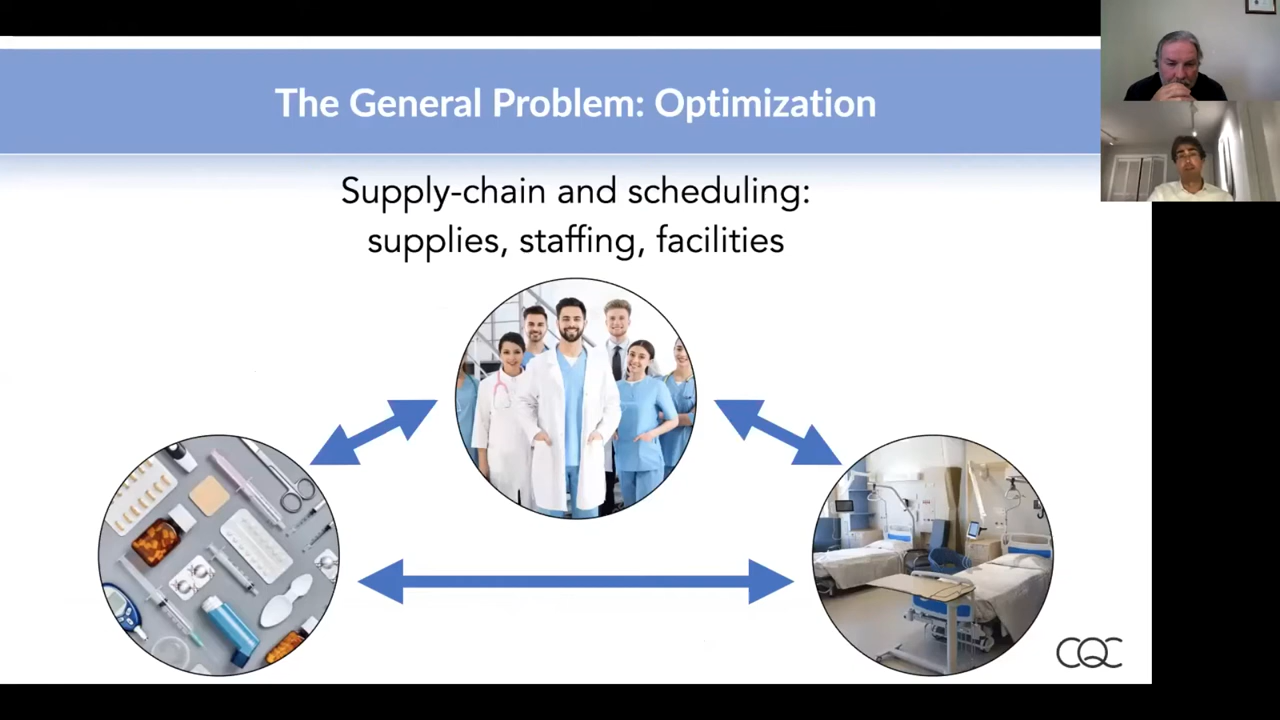 The General Problem: Optimization
Supply-chain and scheduling:
supplies, staffing, facilities
CQC